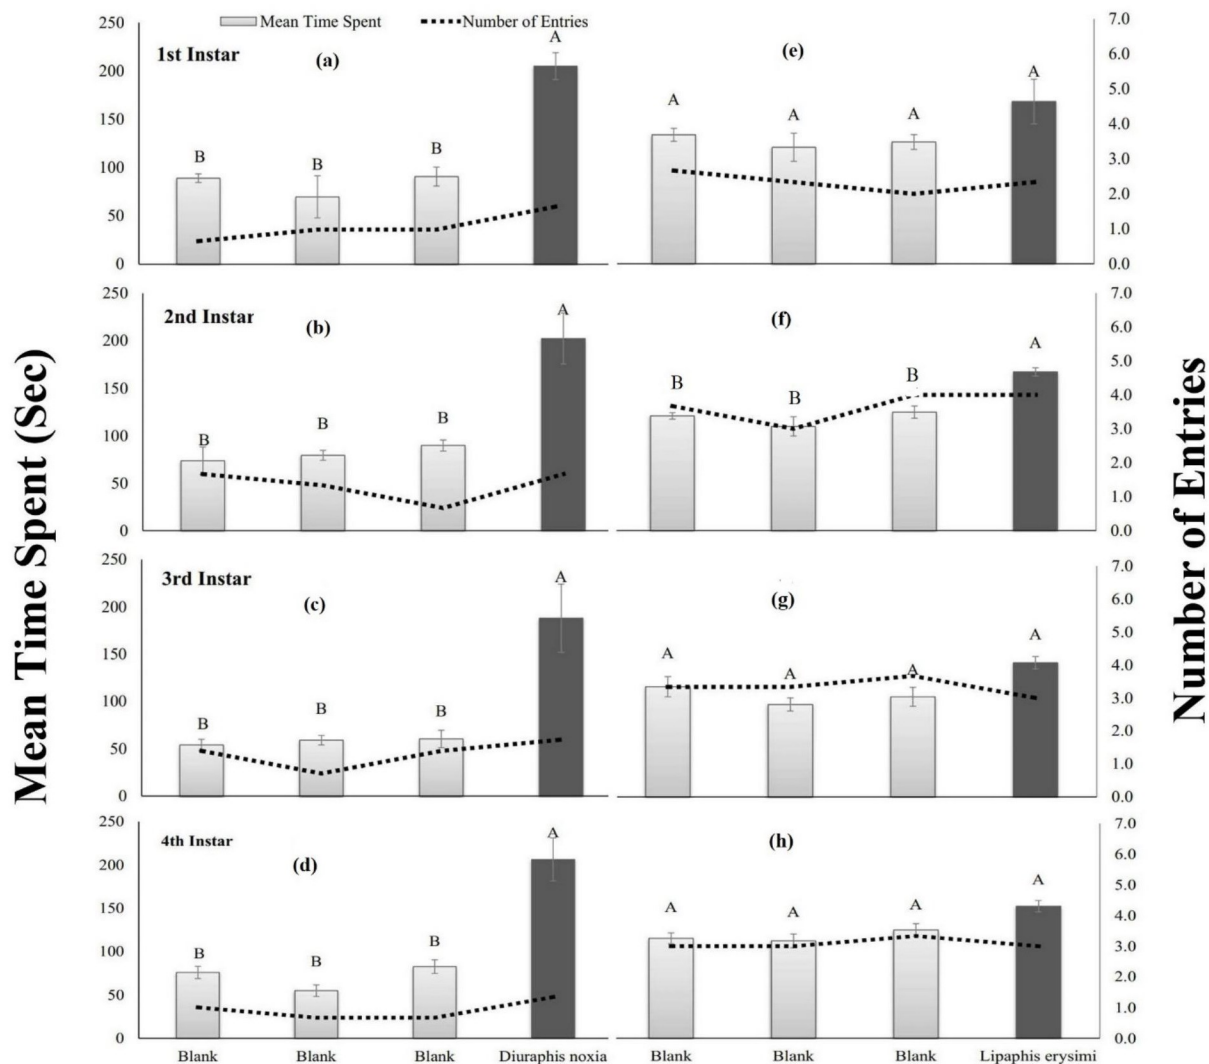 Mean Time Spent
Number of Entries
Mean Time Spent (Sec)
Number of Entries
1st Instar
(a)
250
200
150
100
50
0
B
B
B
A
(e)
A
A
A
A
7.0
6.0
5.0
4.0
3.0
2.0
1.0
0.0
2nd Instar
(b)
250
200
150
100
50
0
B
B
B
A
(f)
B
B
B
A
7.0
6.0
5.0
4.0
3.0
2.0
1.0
0.0
3rd Instar
(c)
250
200
150
100
50
0
B
B
B
A
(g)
A
A
A
A
7.0
6.0
5.0
4.0
3.0
2.0
1.0
0.0
4th Instar
(d)
250
200
150
100
50
0
B
B
B
A
(h)
A
A
A
A
7.0
6.0
5.0
4.0
3.0
2.0
1.0
0.0
Blank
Blank
Blank
Diuraphis noxia
Blank
Blank
Blank
Lipaphis erysimi